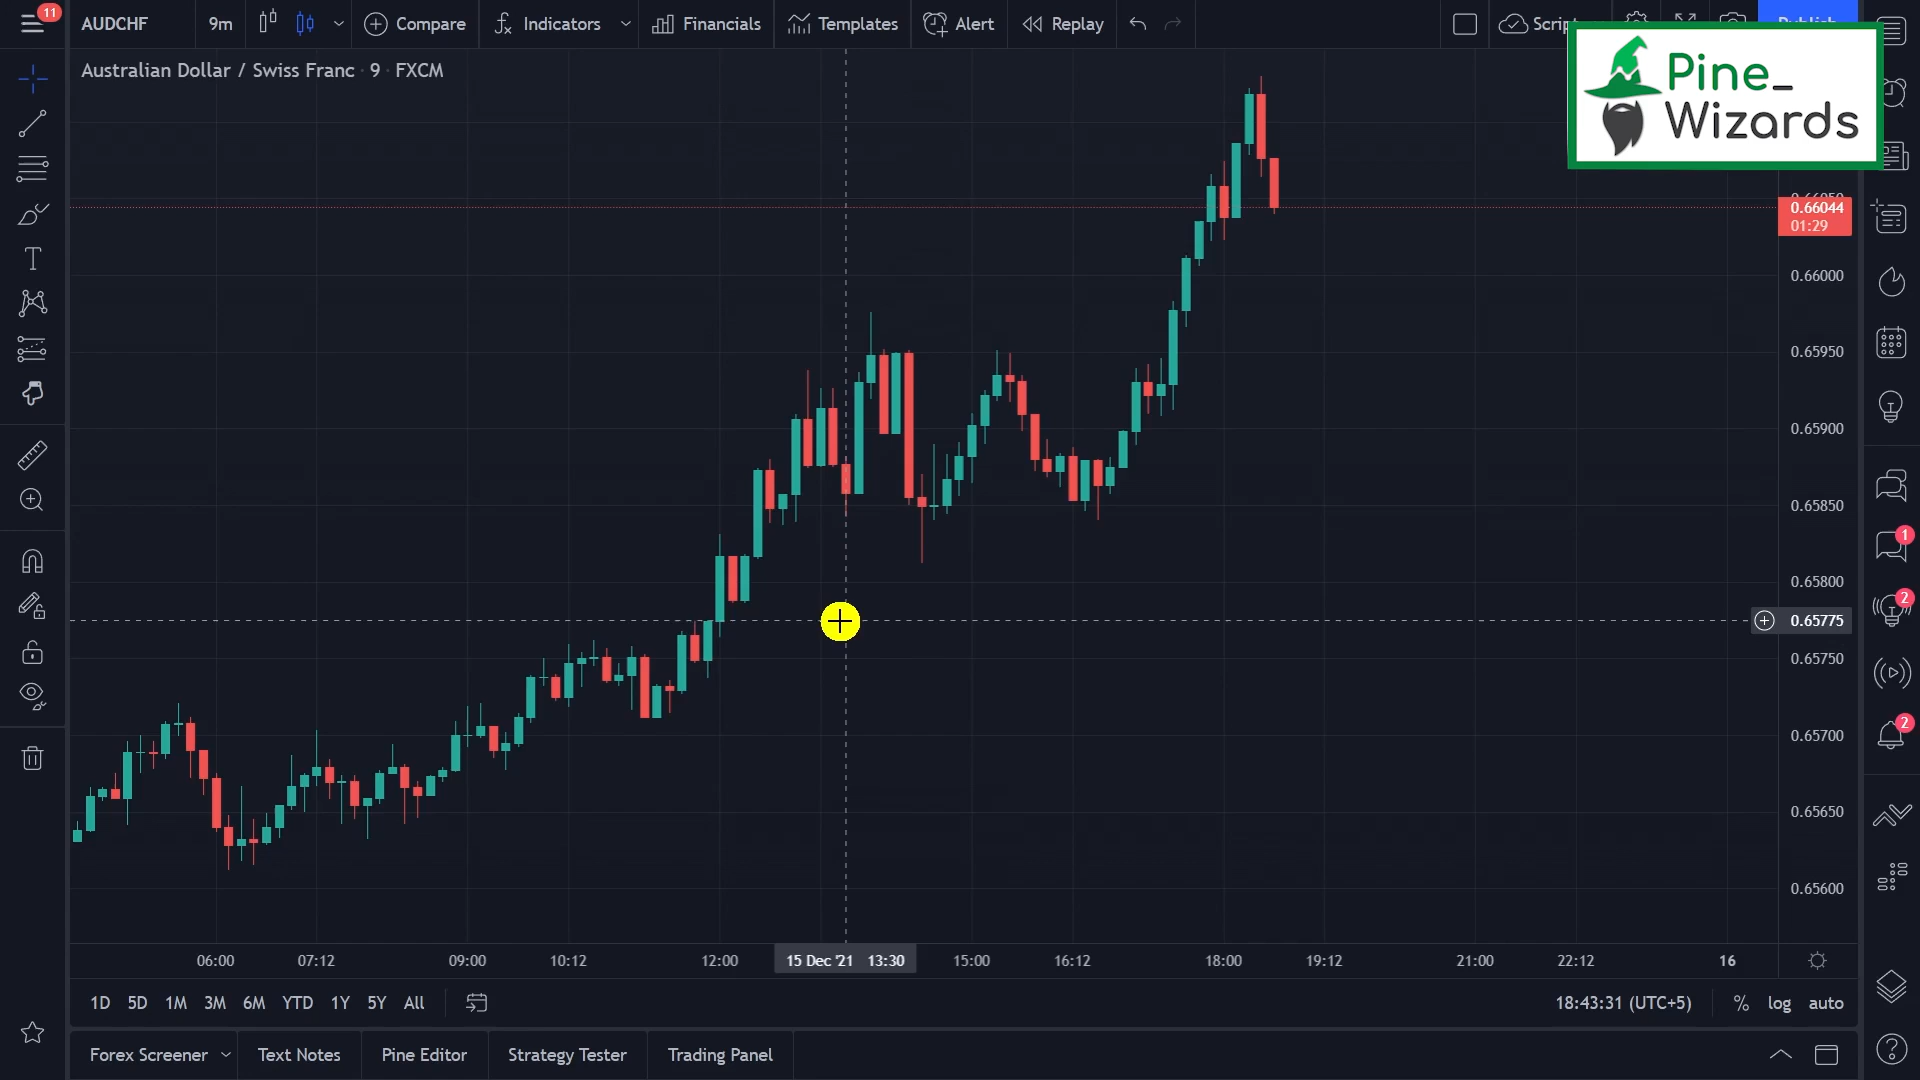 11
AUDCHF
9m
Compare
Indicators
Financials
Templates
Alert
Replay
Australian Dollar / Swiss Franc · 9 · FXCM
Pine_
Wizards
0.66044
01:29
0.66000
0.65950
0.65900
0.65850
0.65800
0.65775
0.65750
0.65700
0.65650
0.65600
1
2
2
06:00 07:12 09:00 10:12 12:00 15 Dec '21 13:30 15:00 16:12 18:00 19:12 21:00 22:12 16
1D 5D 1M 3M 6M YTD 1Y 5Y All
18:43:31 (UTC+5) % log auto
Forex Screener Text Notes Pine Editor Strategy Tester Trading Panel